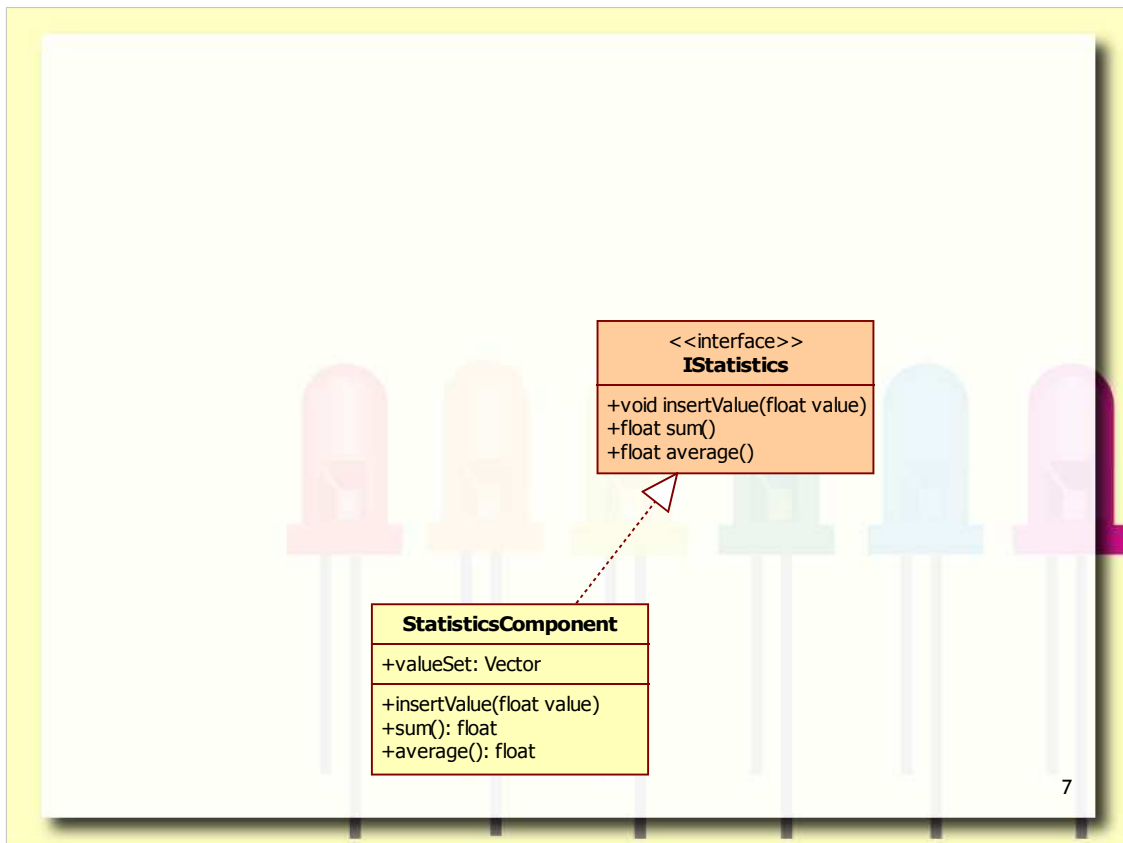 <<interface>>
IStatistics
+void insertValue(float value)
+float sum()
+float average()
StatisticsComponent
+valueSet: Vector
+insertValue(float value)
+sum(): float
+average(): float
7